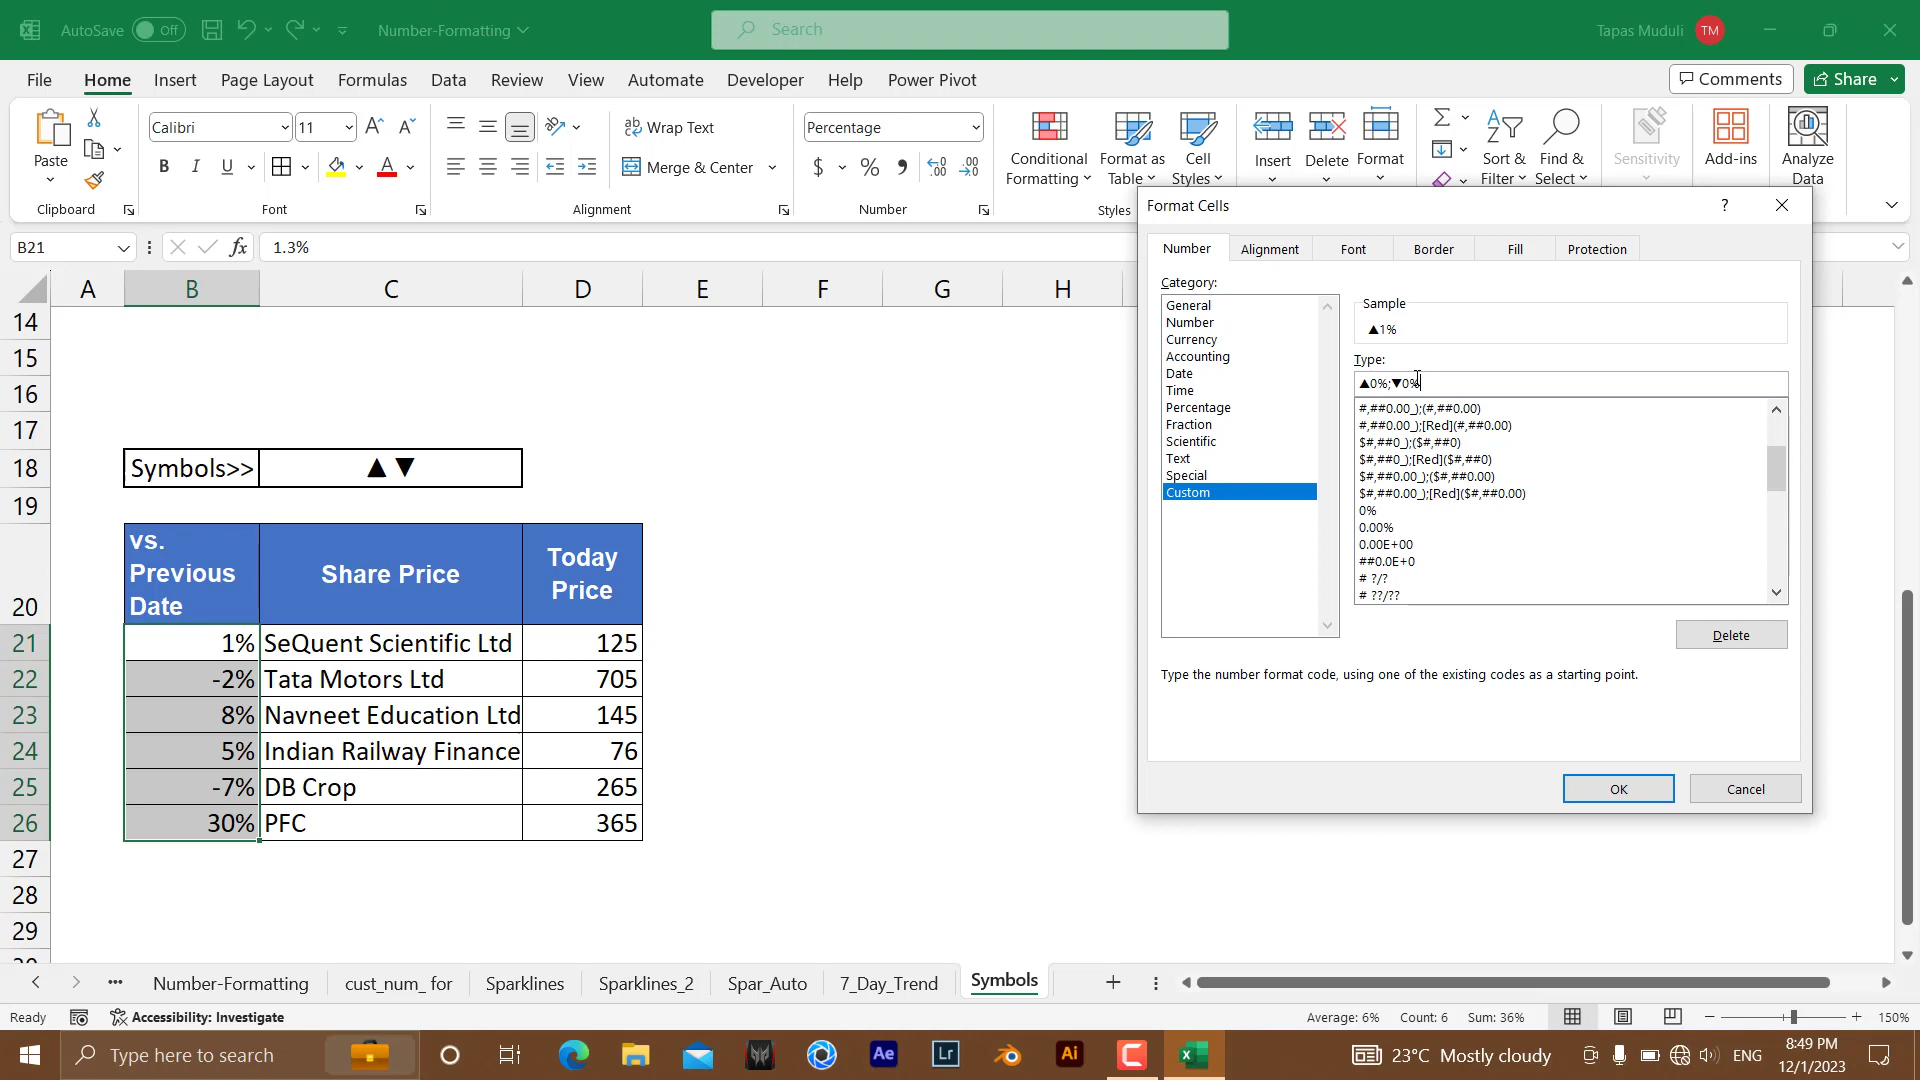 AutoSave Off Number-Formatting Search Tapas Muduli TM
File Home Insert Page Layout Formulas Data Review View Automate Developer Help Power Pivot Comments Share
Paste
Clipboard
Calibri 11
B I U A
Font
Wrap Text
Merge & Center
Alignment
Percentage
$ % , .00
Number
Conditional Formatting
Format as Table
Cell Styles
Styles
Insert Delete Format
Sort & Filter
Find & Select
Sensitivity
Add-ins
Analyze Data
B21 fx 1.3%
A B C D E F G H
14
15
16
17
18 Symbols>> ▲▼
19
20 vs. Previous Date Share Price Today Price
21 1% SeQuent Scientific Ltd 125
22 -2% Tata Motors Ltd 705
23 8% Navneet Education Ltd 145
24 5% Indian Railway Finance 76
25 -7% DB Crop 265
26 30% PFC 365
27
28
29
30
Format Cells ?
Number Alignment Font Border Fill Protection
Category:
General
Number
Currency
Accounting
Date
Time
Percentage
Fraction
Scientific
Text
Special
Custom
Sample
▲1%
Type:
▲0%;▼0%
#,##0.00_);(#,##0.00)
#,##0.00_);[Red](#,##0.00)
$#,##0_);($#,##0)
$#,##0_);[Red]($#,##0)
$#,##0.00_);($#,##0.00)
$#,##0.00_);[Red]($#,##0.00)
0%
0.00%
0.00E+00
##0.0E+0
# ?/?
# ??/??
Delete
Type the number format code, using one of the existing codes as a starting point.
OK Cancel
Number-Formatting cust_num_ for Sparklines Sparklines_2 Spar_Auto 7_Day_Trend Symbols
Ready Accessibility: Investigate Average: 6% Count: 6 Sum: 36% 150%
Type here to search Ae Lr Ai 23°C Mostly cloudy ENG
8:49 PM
12/1/2023